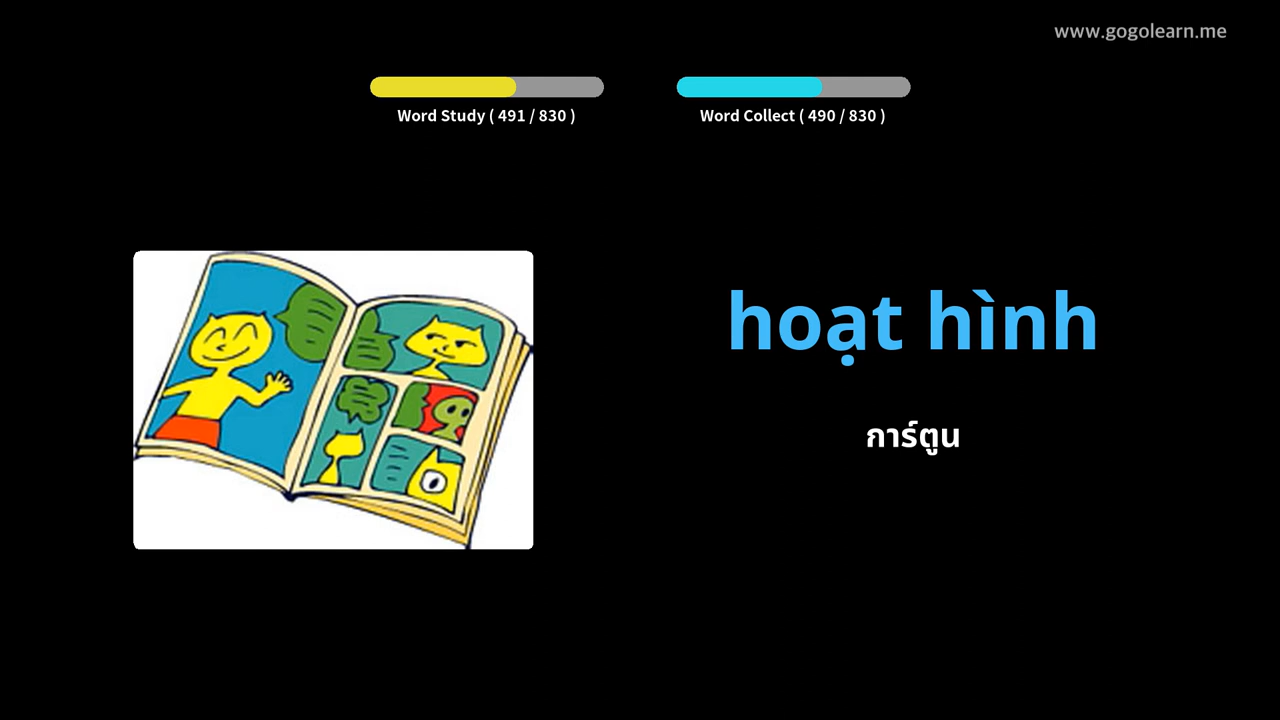 www.gogolearn.me
Word Study ( 491 / 830 )
Word Collect ( 490 / 830 )
hoạt hình
การ์ตูน